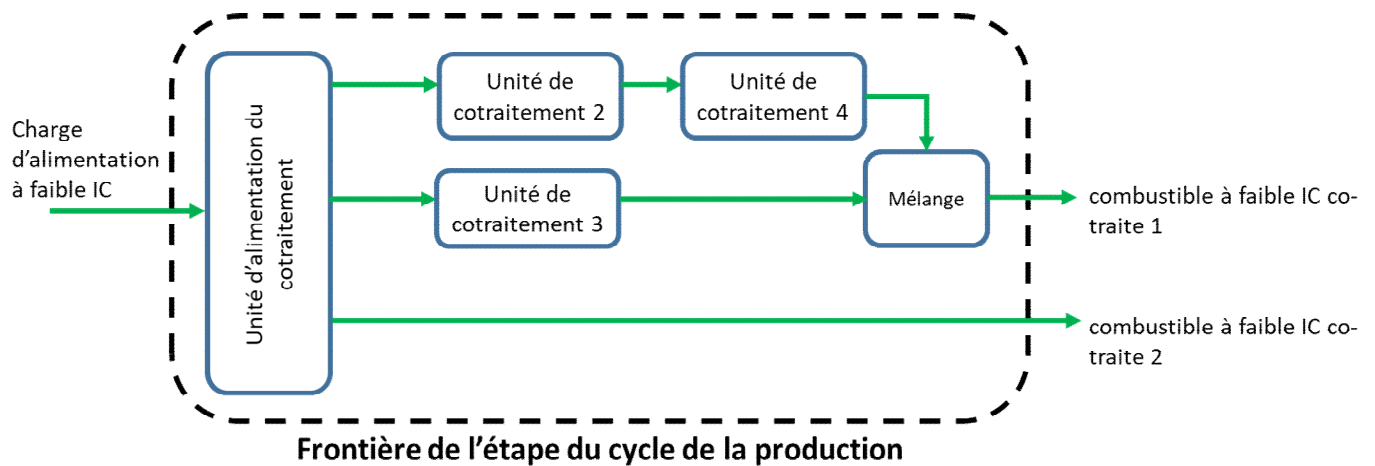 Charge
d'alimentation
à faible IC
Unité d'alimentation du
cotraitement
Unité de
cotraitement 2
Unité de
cotraitement 4
Unité de
cotraitement 3
Mélange
combustible à faible IC co-
traite 1
combustible à faible IC co-
traite 2
Frontière de l'étape du cycle de la production